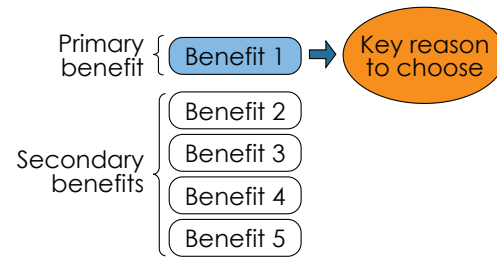 Primary
benefit
Benefit 1
Key reason
to choose
Secondary
benefits
Benefit 2
Benefit 3
Benefit 4
Benefit 5